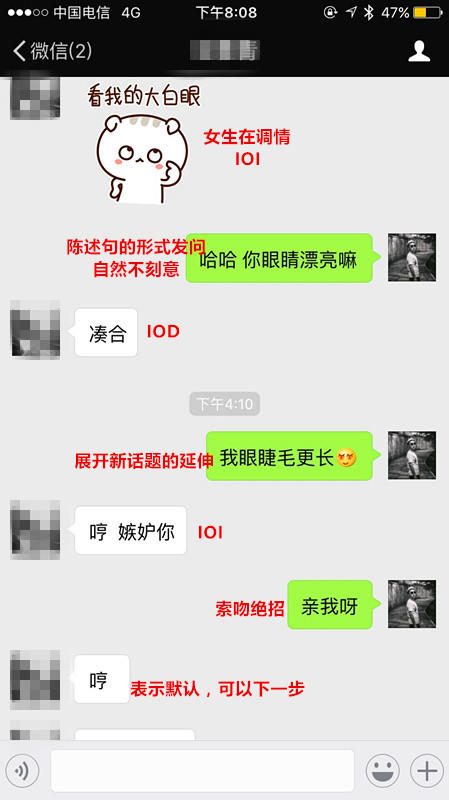 中国电信 4G 下午8:08 47%
微信(2) 青
看我的大白眼
女生在调情
IOI
陈述句的形式发问
自然不刻意
哈哈 你眼睛漂亮嘛
凑合
IOD
下午4:10
展开新话题的延伸
我眼睫毛更长
哼 嫉妒你
IOI
索吻绝招
亲我呀
哼
表示默认，可以下一步